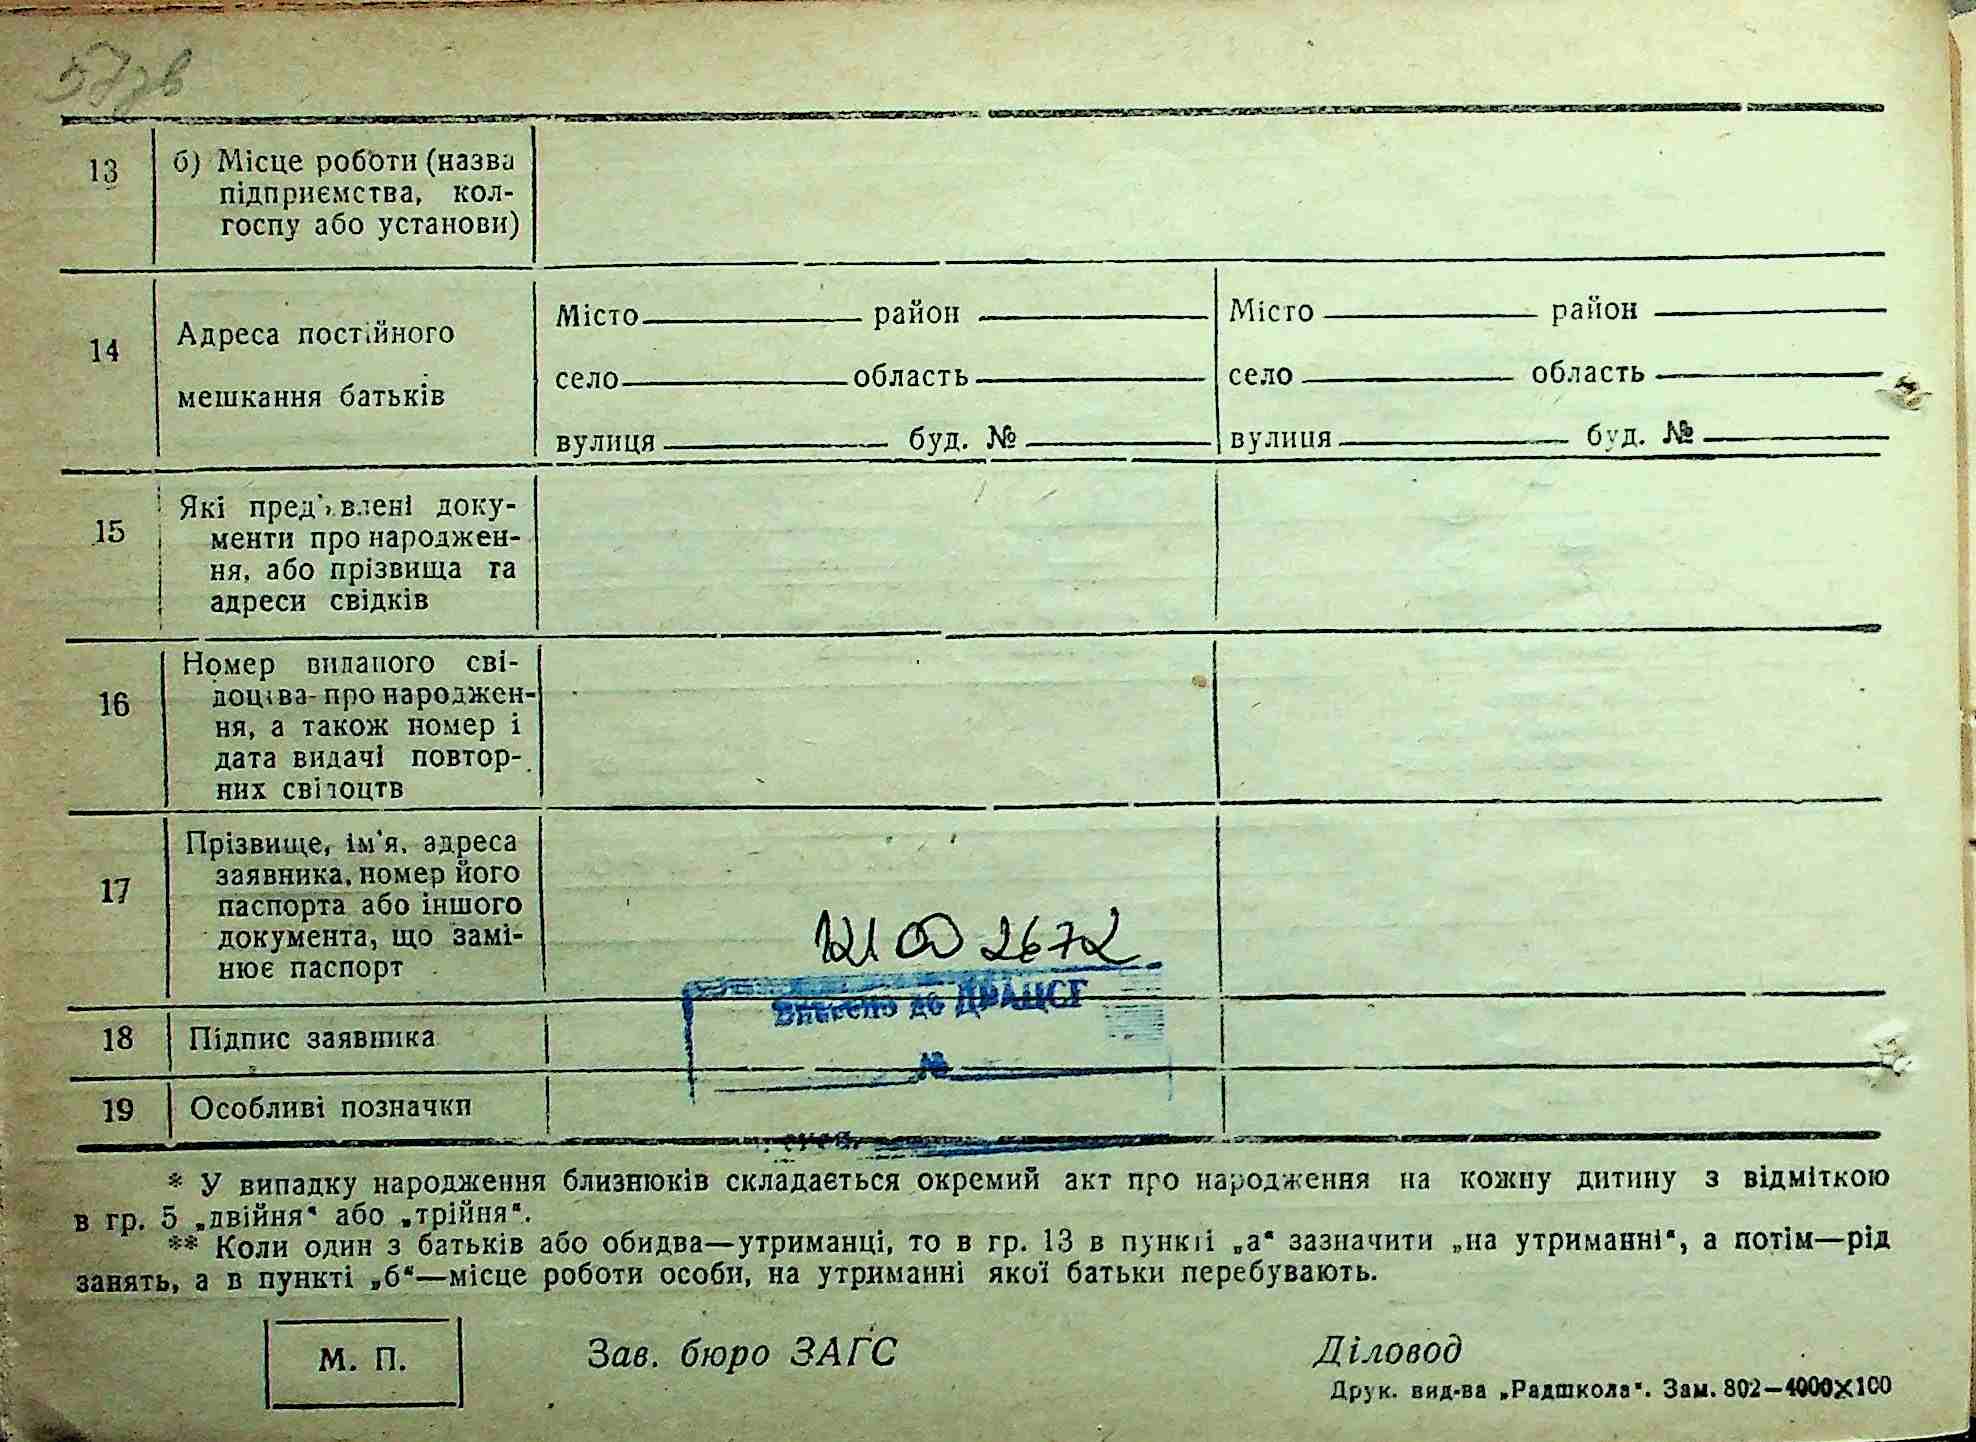 13 б) Місце роботи (назва
підприємства, кол-
госпу або установи)
14 Адреса постійного
мешкання батьків
Місто район
село область
вулиця буд. №
Місто район
село область
вулиця буд. №
15 Які пред'явлені доку-
менти про народжен-
ня, або прізвища та
адреси свідків
16 Номер виданого сві-
доцтва про народжен-
ня, а також номер і
дата видачі повтор-
них свідоцтв
17 Прізвище, ім'я, адреса
заявника, номер його
паспорта або іншого
документа, що замі-
нює паспорт
2672
Внесено до ДРАЦСГ
№
18 Підпис заявника
19 Особливі позначки
* У випадку народження близнюків складається окремий акт про народження на кожну дитину з відміткою
в гр. 5 „двійня“ або „трійня“.
** Коли один з батьків або обидва—утриманці, то в гр. 13 в пункті „а“ зазначити „на утриманні“, а потім—рід
занять, а в пункті „б“—місце роботи особи, на утриманні якої батьки перебувають.
М. П.
Зав. бюро ЗАГС
Діловод
Друк. вид-ва „Радшкола“. Зам. 802—4000×100